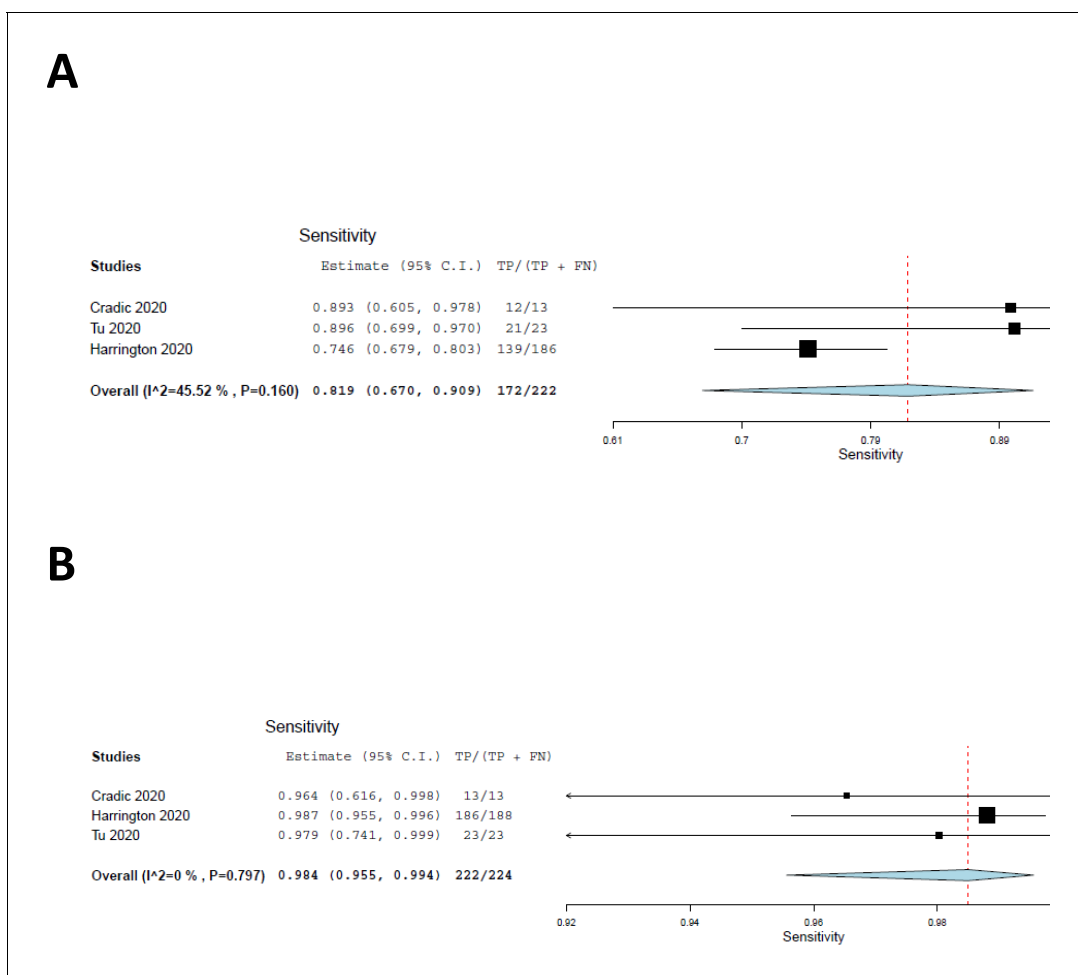 A
Sensitivity
Studies Estimate (95% C.I.) TP/(TP + FN)
Cradic 2020 0.893 (0.605, 0.978) 12/13
Tu 2020 0.896 (0.699, 0.970) 21/23
Harrington 2020 0.746 (0.679, 0.803) 139/186
Overall (I^2=45.52 % , P=0.160) 0.819 (0.670, 0.909) 172/222
0.61 0.7 0.79 0.89
Sensitivity
B
Sensitivity
Studies Estimate (95% C.I.) TP/(TP + FN)
Cradic 2020 0.964 (0.616, 0.998) 13/13
Harrington 2020 0.987 (0.955, 0.996) 186/188
Tu 2020 0.979 (0.741, 0.999) 23/23
Overall (I^2=0 % , P=0.797) 0.984 (0.955, 0.994) 222/224
0.92 0.94 0.96 0.98
Sensitivity